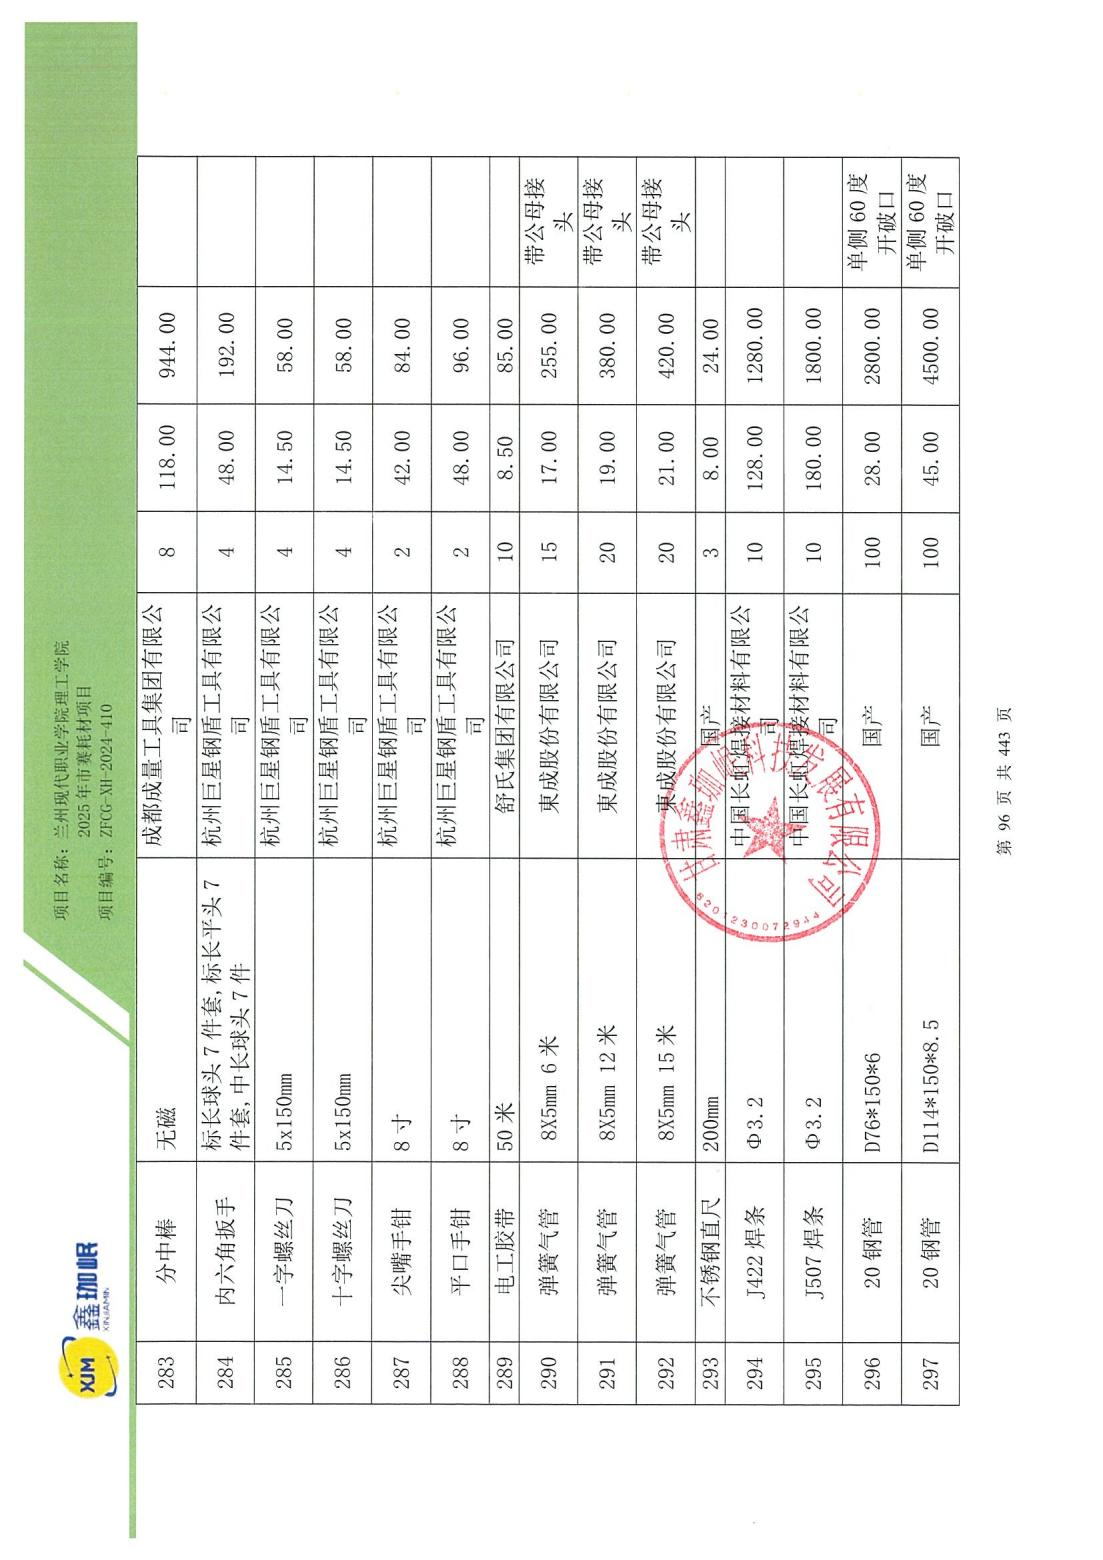 XJM
鑫珈岷
XINJIAMIN
项目名称：兰州现代职业学院理工学院
2025年市赛耗材项目
项目编号：ZFCG-XH-2024-410
283 分中棒 无磁 成都成量工具集团有限公 8 118.00 944.00
司
284 内六角扳手 标长球头7件套,标长平头7 杭州巨星钢盾工具有限公 4 48.00 192.00
件套,中长球头7件 司
285 一字螺丝刀 5x150mm 杭州巨星钢盾工具有限公 4 14.50 58.00
司
286 十字螺丝刀 5x150mm 杭州巨星钢盾工具有限公 4 14.50 58.00
司
287 尖嘴手钳 8寸 杭州巨星钢盾工具有限公 2 42.00 84.00
司
288 平口手钳 8寸 杭州巨星钢盾工具有限公 2 48.00 96.00
司
289 电工胶带 50米 舒氏集团有限公司 10 8.50 85.00
290 弹簧气管 8X5mm 6米 東成股份有限公司 15 17.00 255.00 带公母接
头
291 弹簧气管 8X5mm 12米 東成股份有限公司 20 19.00 380.00 带公母接
头
292 弹簧气管 8X5mm 15米 東成股份有限公司 20 21.00 420.00 带公母接
头
293 不锈钢直尺 200mm 国产 3 8.00 24.00
294 J422焊条 Φ3.2 中国长虹焊接材料有限公 10 128.00 1280.00
司
295 J507焊条 Φ3.2 中国长虹焊接材料有限公 10 180.00 1800.00
司
296 20钢管 D76*150*6 国产 100 28.00 2800.00 单侧60度
开破口
297 20钢管 D114*150*8.5 国产 100 45.00 4500.00 单侧60度
开破口
甘肃鑫珈岷科技发展有限公司
6201230072944
第 96 页 共 443 页